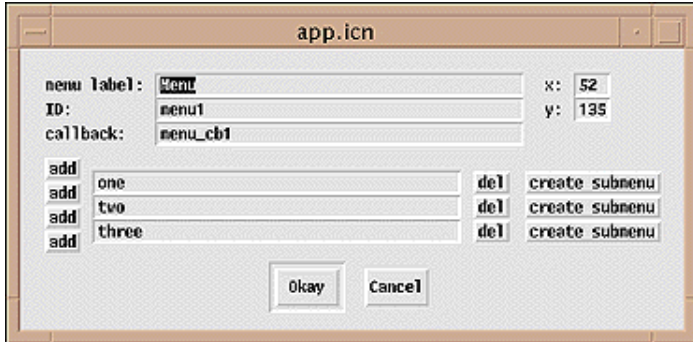 app.icn
menu label: Menu x: 52
ID: menu1 y: 135
callback: menu_cb1
add
one del create submenu
add
two del create submenu
add
three del create submenu
add
Okay Cancel